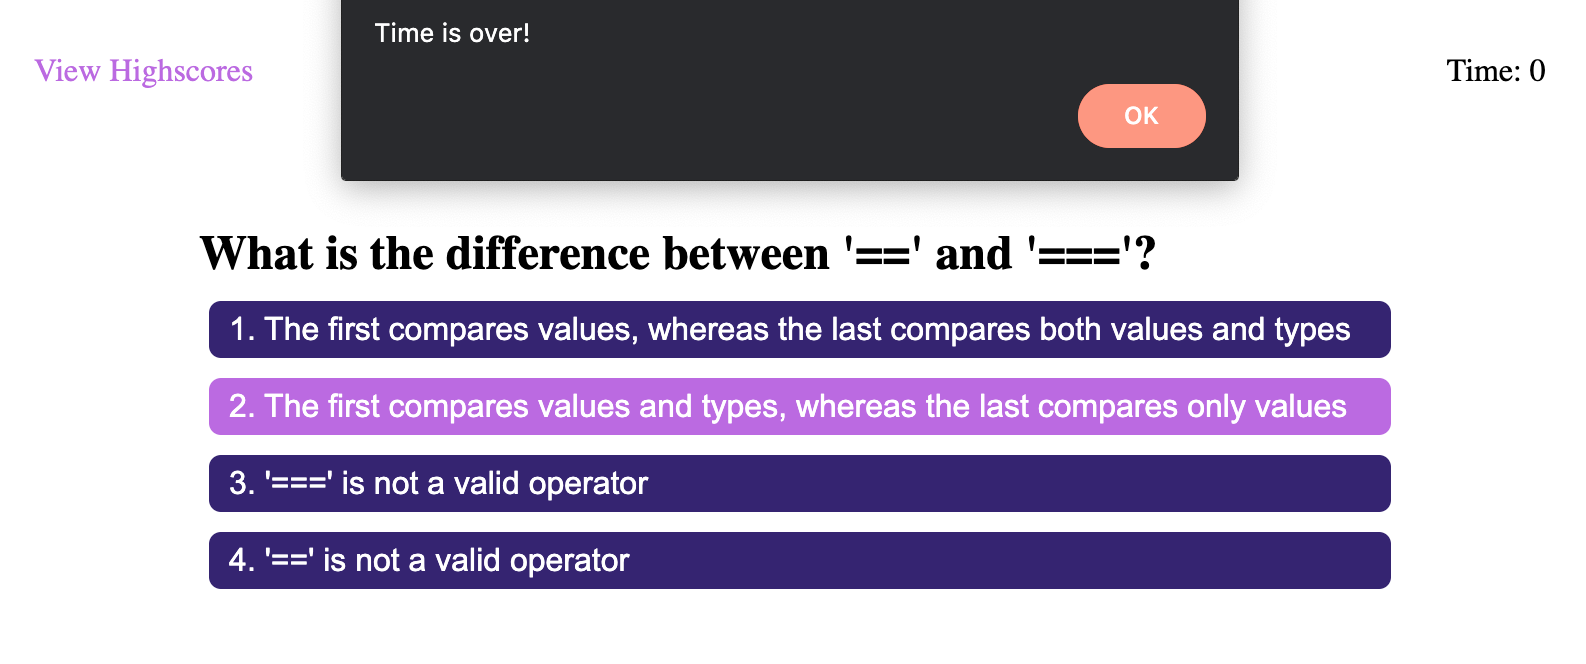 Time is over!
View Highscores
Time: 0
OK
What is the difference between '==' and '==='?
1. The first compares values, whereas the last compares both values and types
2. The first compares values and types, whereas the last compares only values
3. '===' is not a valid operator
4. '==' is not a valid operator